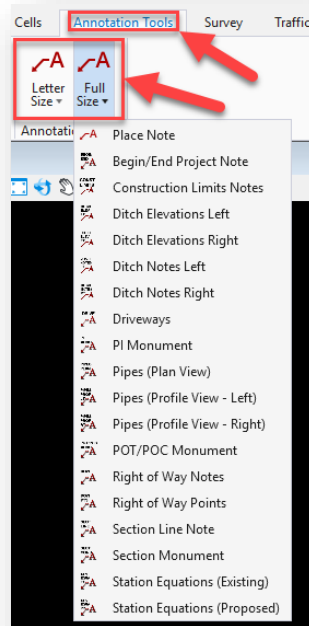 Cells Annotation Tools Survey Traffic
Letter Size Full Size
Annotati
Place Note
Begin/End Project Note
Construction Limits Notes
Ditch Elevations Left
Ditch Elevations Right
Ditch Notes Left
Ditch Notes Right
Driveways
PI Monument
Pipes (Plan View)
Pipes (Profile View - Left)
Pipes (Profile View - Right)
POT/POC Monument
Right of Way Notes
Right of Way Points
Section Line Note
Section Monument
Station Equations (Existing)
Station Equations (Proposed)